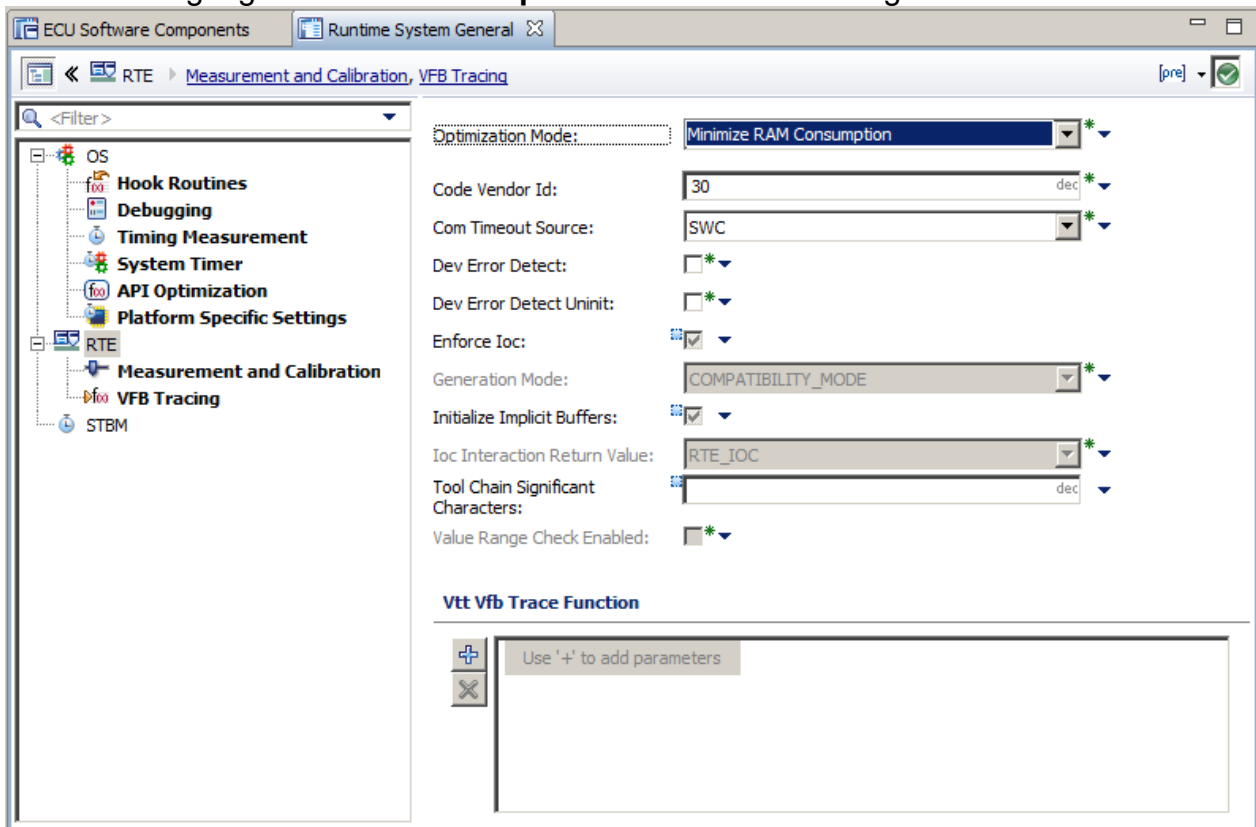 ECU Software Components
Runtime System General
RTE Measurement and Calibration, VFB Tracing
[pre]
<Filter>
OS
Hook Routines
Debugging
Timing Measurement
System Timer
API Optimization
Platform Specific Settings
RTE
Measurement and Calibration
VFB Tracing
STBM
Optimization Mode: Minimize RAM Consumption
Code Vendor Id: 30 dec
Com Timeout Source: SWC
Dev Error Detect:
Dev Error Detect Uninit:
Enforce Ioc:
Generation Mode: COMPATIBILITY_MODE
Initialize Implicit Buffers:
Ioc Interaction Return Value: RTE_IOC
Tool Chain Significant dec
Characters:
Value Range Check Enabled:
Vtt Vfb Trace Function
Use '+' to add parameters